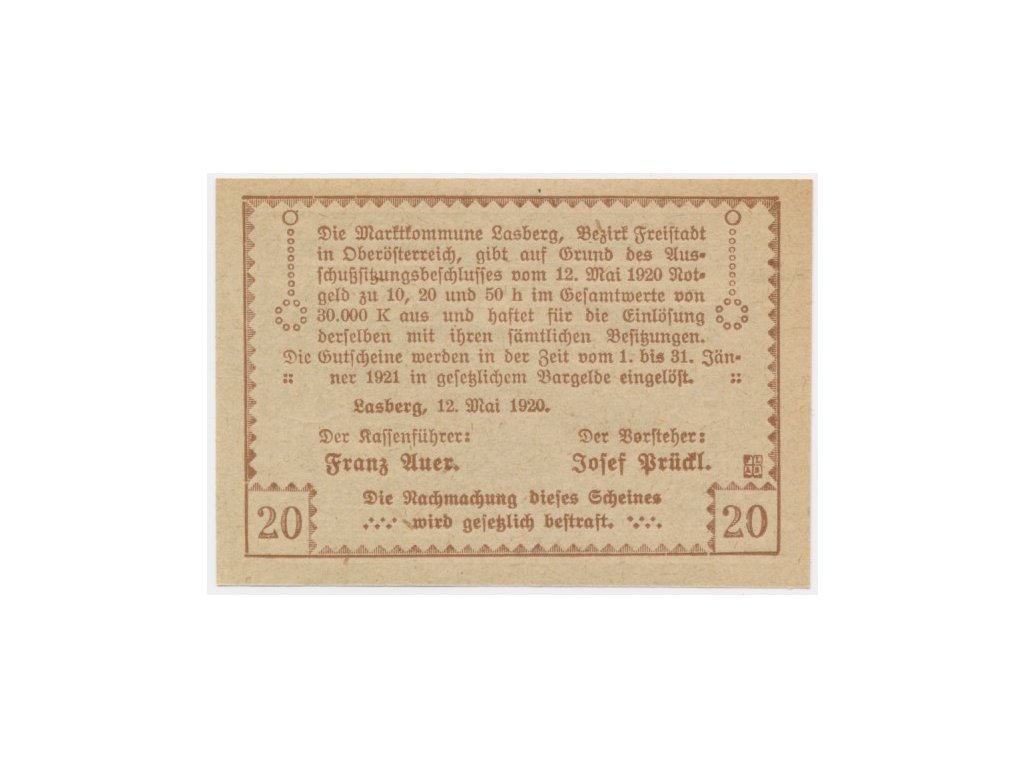 Die Marktkommune Lasberg, Bezirk Freistadt
in Oberösterreich, gibt auf Grund des Aus-
schußsitzungsbeschlusses vom 12. Mai 1920 Not-
geld zu 10, 20 und 50 h im Gesamtwerte von
30.000 K aus und haftet für die Einlösung
derselben mit ihren sämtlichen Besitzungen.
Die Gutscheine werden in der Zeit vom 1. bis 31. Jän-
ner 1921 in gesetzlichem Bargelde eingelöst.
Lasberg, 12. Mai 1920.
Der Kassenführer: Der Vorsteher:
Franz Auer. Josef Prückl.
Die Nachmachung dieses Scheines
wird gesetzlich bestraft.
20 20